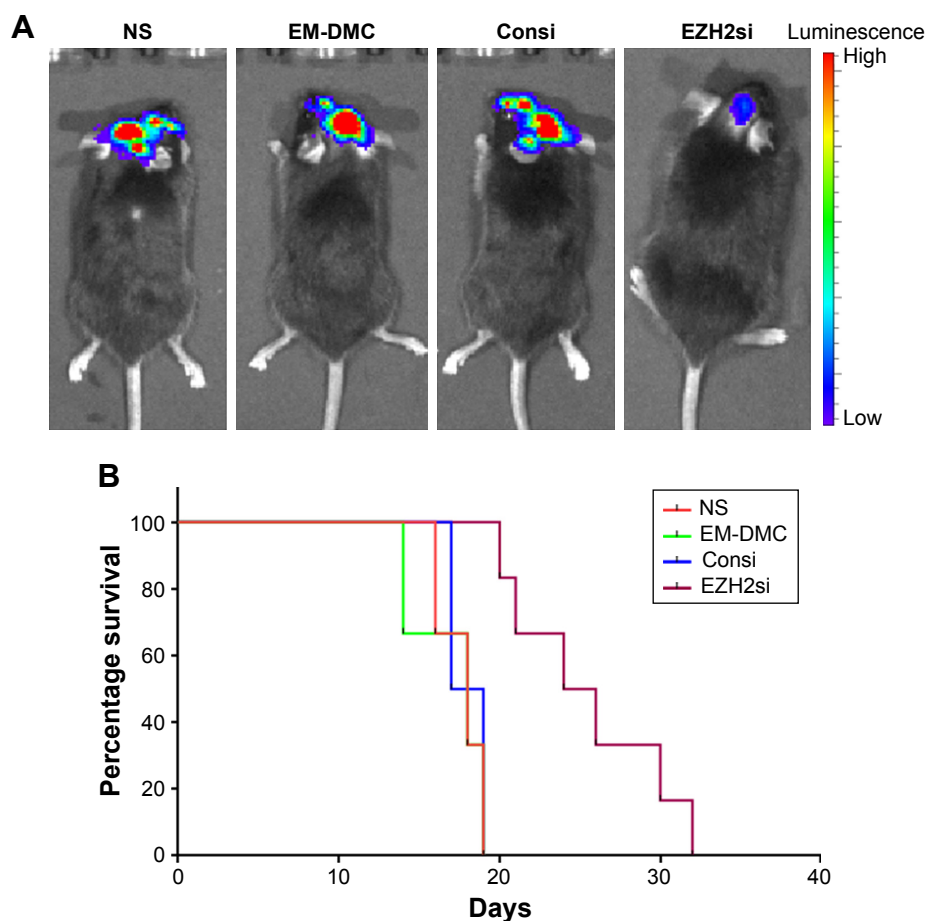 A
NS
EM-DMC
Consi
EZH2si
Luminescence
High
Low
B
Percentage survival
100
80
60
40
20
0
0 10 20 30 40
Days
NS
EM-DMC
Consi
EZH2si